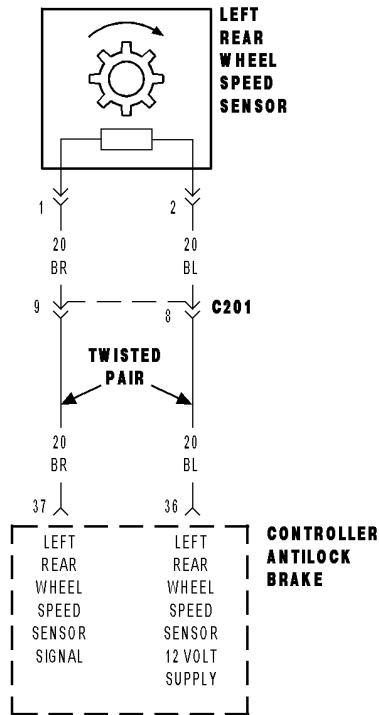 LEFT
REAR
WHEEL
SPEED
SENSOR
1
2
20
BR
20
BL
9
8
C201
TWISTED
PAIR
20
BR
20
BL
37
36
CONTROLLER
ANTILOCK
BRAKE
LEFT
REAR
WHEEL
SPEED
SENSOR
SIGNAL
LEFT
REAR
WHEEL
SPEED
SENSOR
12 VOLT
SUPPLY